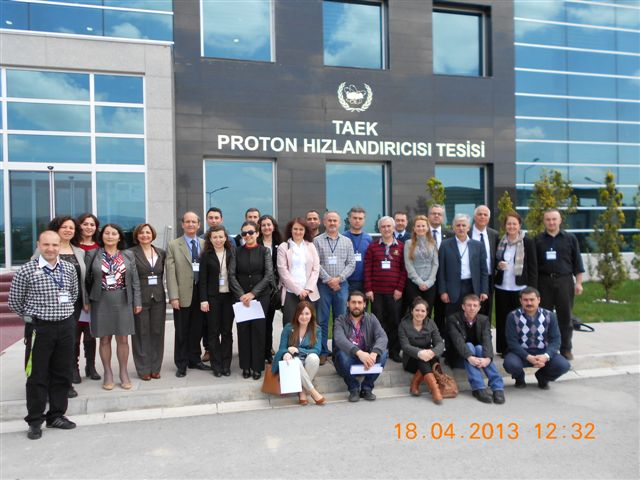 TAEK
PROTON HIZLANDIRICISI TESİSİ
18.04.2013 12:32